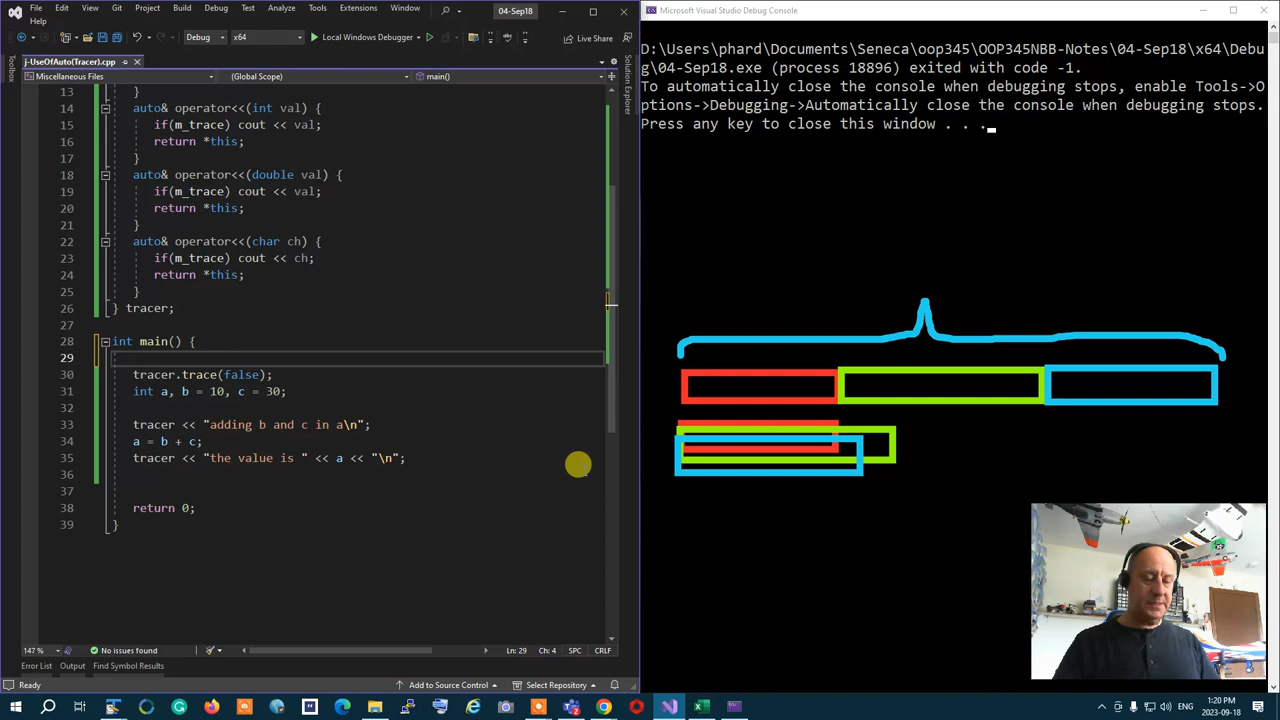 File Edit View Git Project Build Debug Test Analyze Tools Extensions Window
Help
04-Sep18
Debug x64 Local Windows Debugger Live Share
j-UseOfAuto(Tracer).cpp
Miscellaneous Files (Global Scope) main()
Solution Explorer
Toolbox
13 }
14 auto& operator<<(int val) {
15 if(m_trace) cout << val;
16 return *this;
17 }
18 auto& operator<<(double val) {
19 if(m_trace) cout << val;
20 return *this;
21 }
22 auto& operator<<(char ch) {
23 if(m_trace) cout << ch;
24 return *this;
25 }
26 } tracer;
27
28 int main() {
29
30 tracer.trace(false);
31 int a, b = 10, c = 30;
32
33 tracer << "adding b and c in a\n";
34 a = b + c;
35 tracer << "the value is " << a << "\n";
36
37
38 return 0;
39 }
147 % No issues found Ln: 29 Ch: 4 SPC CRLF
Error List Output Find Symbol Results
Ready Add to Source Control Select Repository
Microsoft Visual Studio Debug Console
D:\Users\phard\Documents\Seneca\oop345\OOP345NBB-Notes\04-Sep18\x64\Debu
g\04-Sep18.exe (process 18896) exited with code -1.
To automatically close the console when debugging stops, enable Tools->O
ptions->Debugging->Automatically close the console when debugging stops.
Press any key to close this window . . .
ENG
1:20 PM
2023-09-18